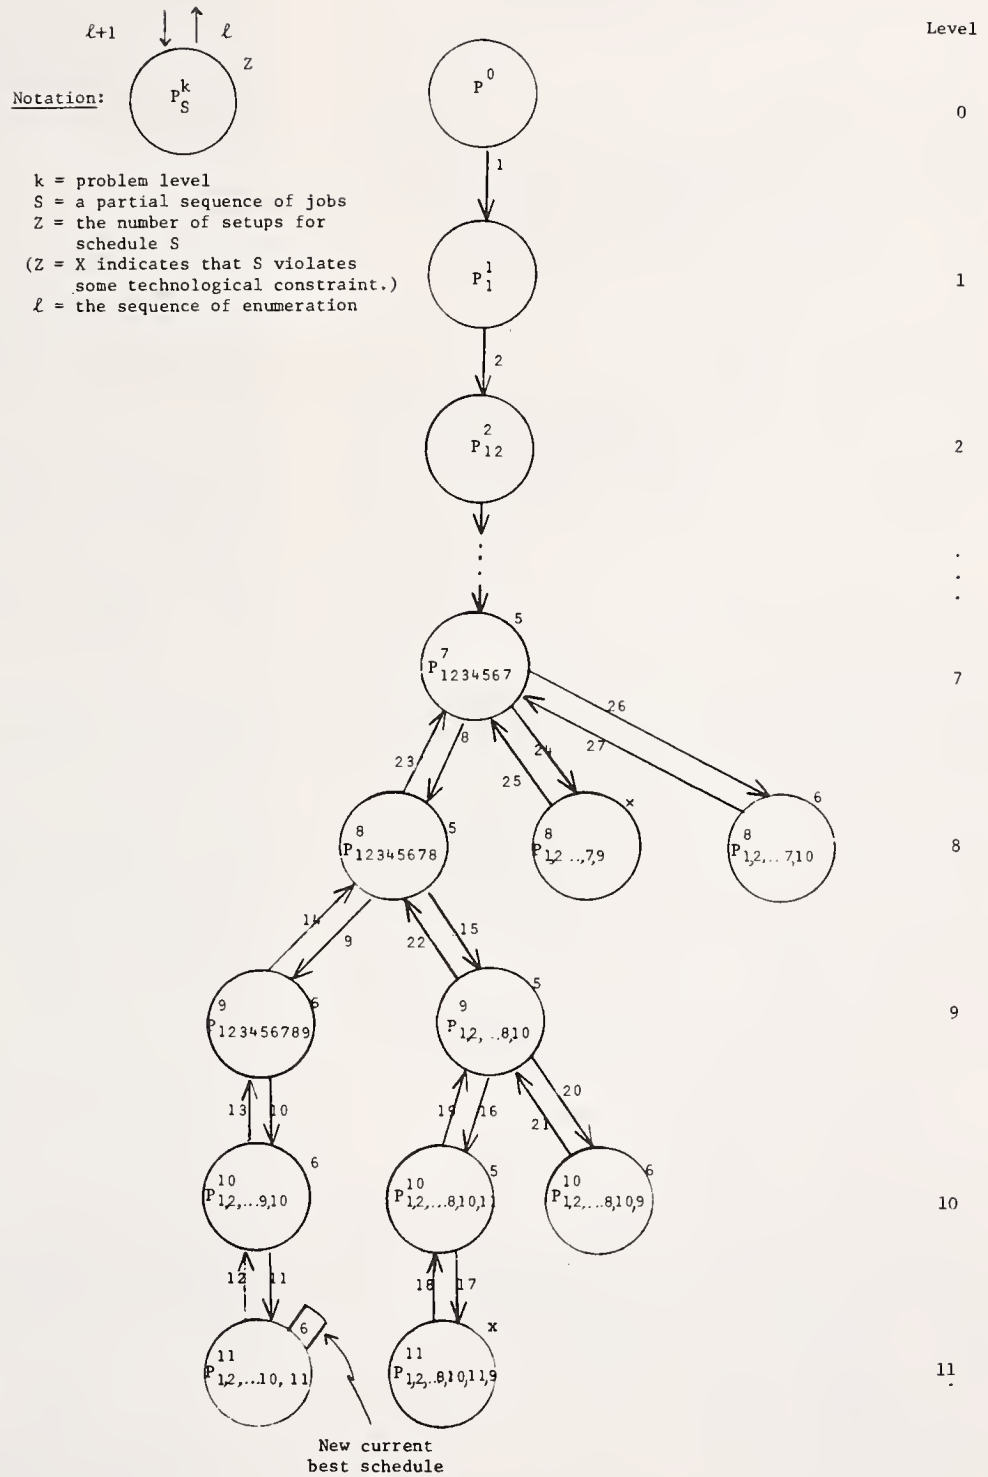 ℓ+1 ℓ
Level
Z
Notation: P^k_S
P^0
0
k = problem level
S = a partial sequence of jobs
Z = the number of setups for
schedule S
(Z = X indicates that S violates
some technological constraint.)
ℓ = the sequence of enumeration
1
P^1_1
1
2
P^2_12
2
5
P^7_1234567
7
26
8
24
27
23
25
x
6
5
P^8_12345678
P^8_1,2 ..,7,9
P^8_1,2,.. 7,10
8
14
15
9
22
5
6
P^9_123456789
P^9_1,2, ..8,10
9
20
13 10
19 16
21
6
5
6
P^10_1,2,...9,10
P^10_1,2,...8,10,11
P^10_1,2,...8,10,9
10
12 11
18 17
6
x
P^11_1,2,...10, 11
P^11_1,2,..8,10,11,9
11
New current
best schedule